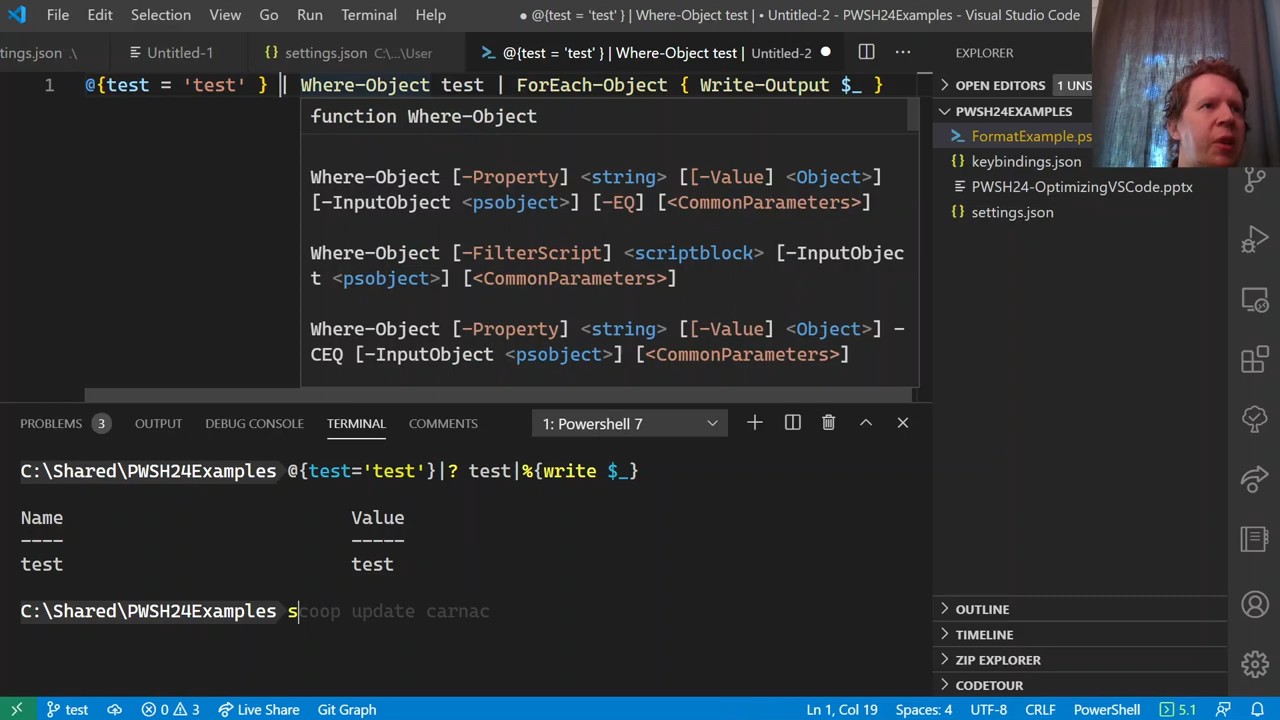 File Edit Selection View Go Run Terminal Help ● @{test = 'test' } | Where-Object test | • Untitled-2 - PWSH24Examples - Visual Studio Code
ttings.json .\ Untitled-1 {} settings.json C:\...\User @{test = 'test' } | Where-Object test | Untitled-2 ● ···
1 @{test = 'test' } | Where-Object test | ForEach-Object { Write-Output $_ }
function Where-Object
Where-Object [-Property] <string> [[-Value] <Object>]
[-InputObject <psobject>] [-EQ] [<CommonParameters>]
Where-Object [-FilterScript] <scriptblock> [-InputObjec
t <psobject>] [<CommonParameters>]
Where-Object [-Property] <string> [[-Value] <Object>] -
CEQ [-InputObject <psobject>] [<CommonParameters>]
PROBLEMS 3 OUTPUT DEBUG CONSOLE TERMINAL COMMENTS 1: Powershell 7
C:\Shared\PWSH24Examples @{test='test'}|? test|%{write $_}
Name Value
---- -----
test test
C:\Shared\PWSH24Examples scoop update carnac
EXPLORER
OPEN EDITORS 1 UNS
PWSH24EXAMPLES
FormatExample.ps
{} keybindings.json
PWSH24-OptimizingVSCode.pptx
{} settings.json
OUTLINE
TIMELINE
ZIP EXPLORER
CODETOUR
test 0 3 Live Share Git Graph Ln 1, Col 19 Spaces: 4 UTF-8 CRLF PowerShell 5.1